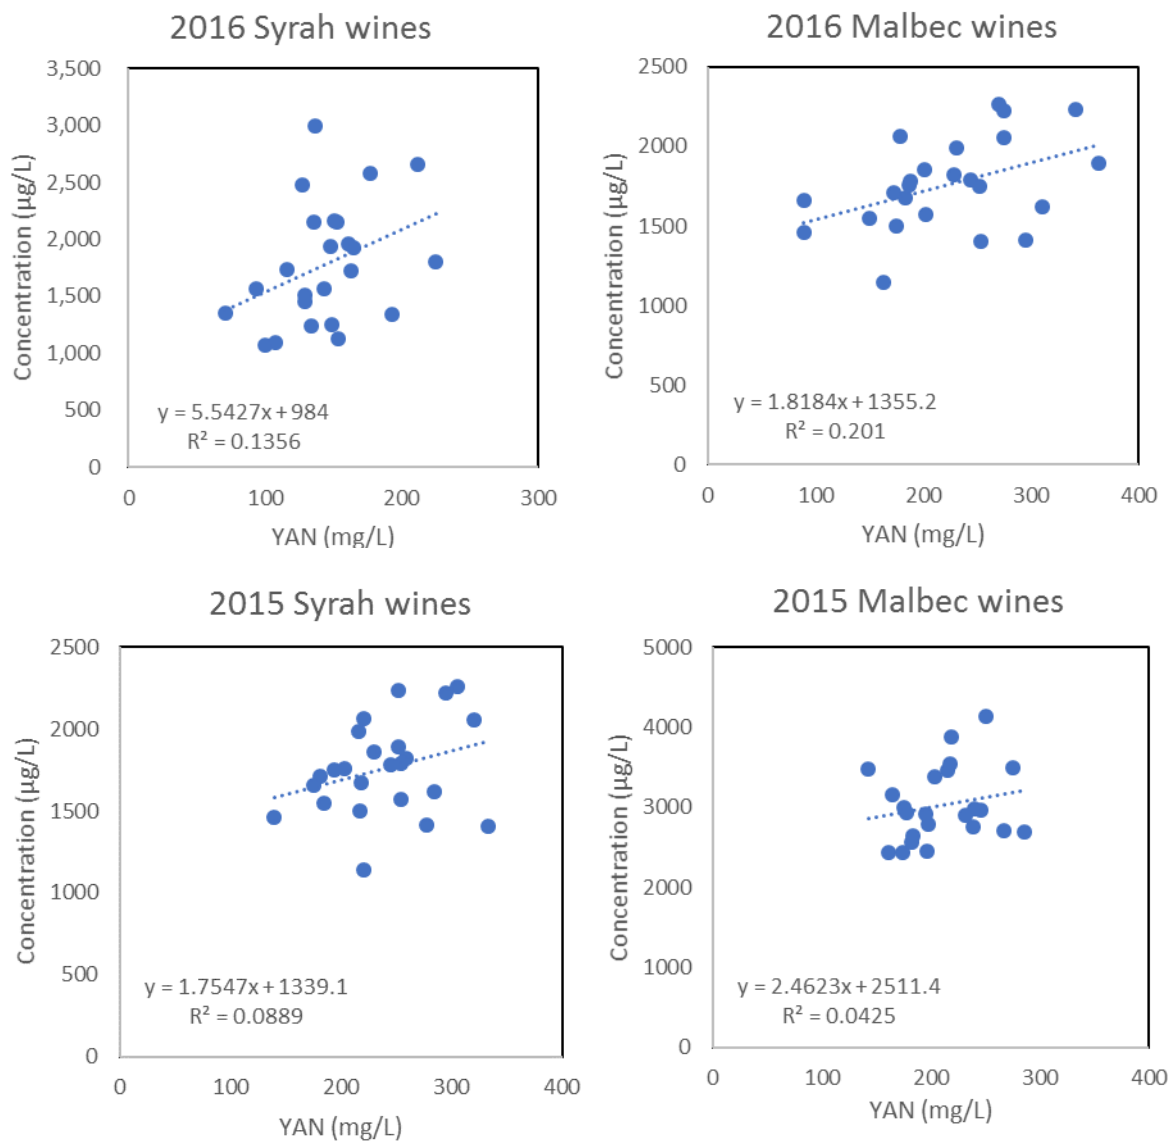 2016 Syrah wines
3,500
3,000
2,500
2,000
1,500
1,000
500
0
Concentration (µg/L)
y = 5.5427x + 984
R² = 0.1356
0 100 200 300
YAN (mg/L)
2016 Malbec wines
2500
2000
1500
1000
500
0
Concentration (µg/L)
y = 1.8184x + 1355.2
R² = 0.201
0 100 200 300 400
YAN (mg/L)
2015 Syrah wines
2500
2000
1500
1000
500
0
Concentration (µg/L)
y = 1.7547x + 1339.1
R² = 0.0889
0 100 200 300 400
YAN (mg/L)
2015 Malbec wines
5000
4000
3000
2000
1000
0
Concentration (µg/L)
y = 2.4623x + 2511.4
R² = 0.0425
0 100 200 300 400
YAN (mg/L)